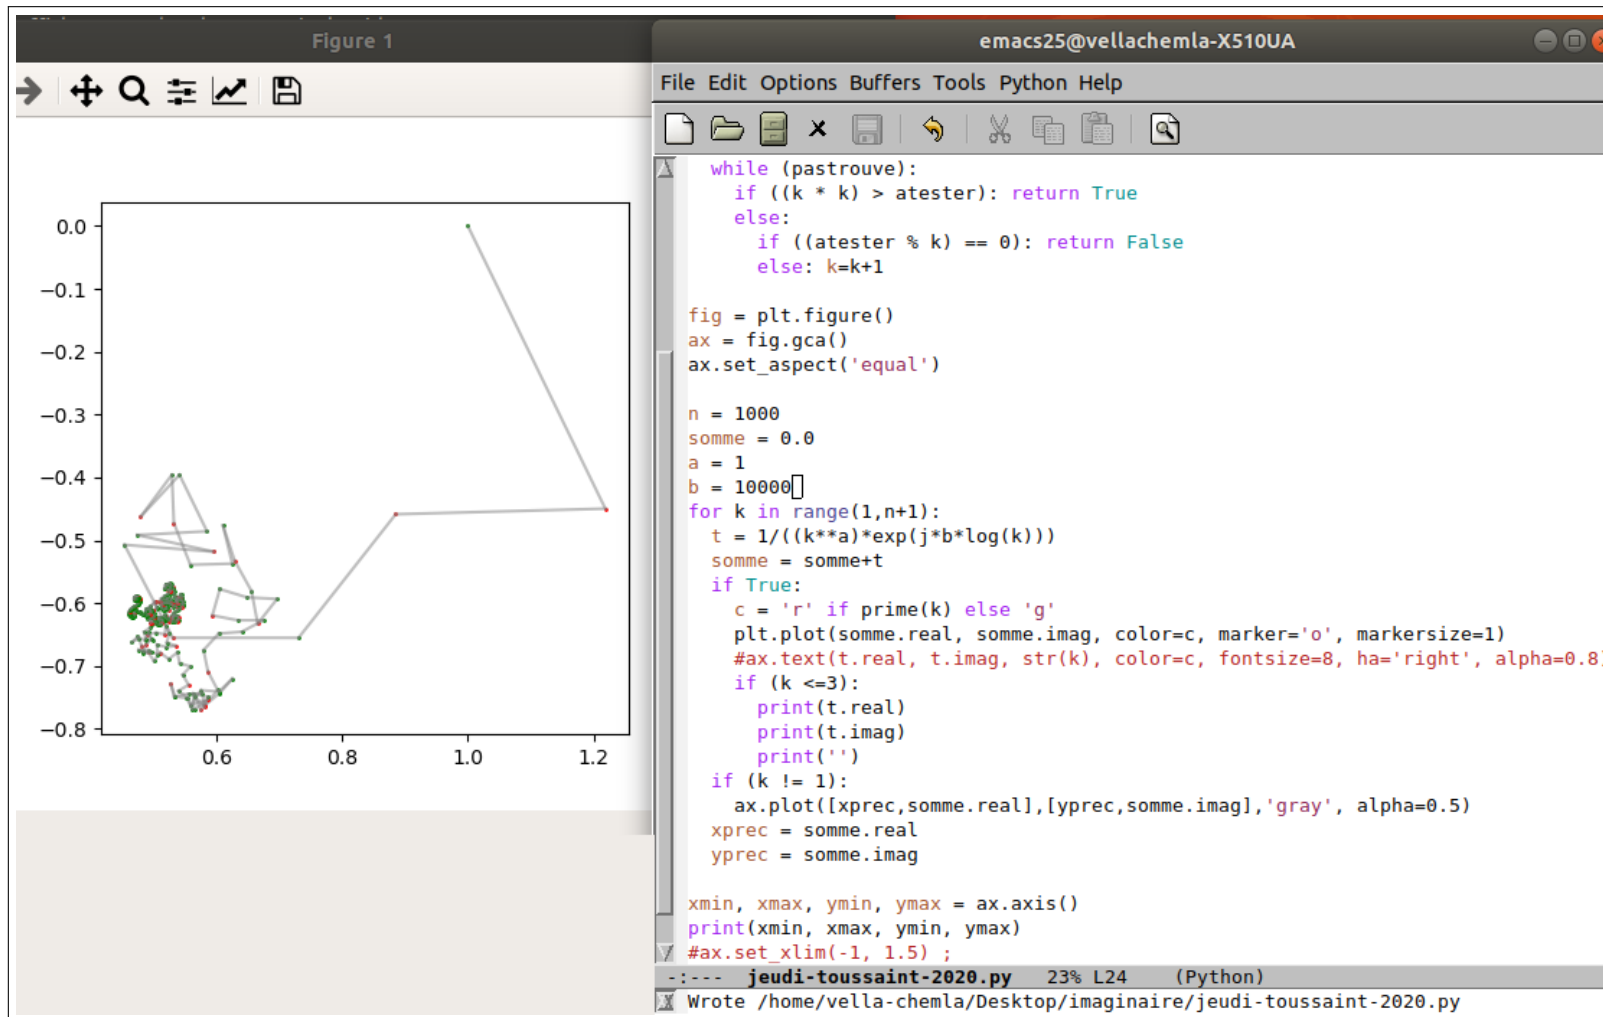 Figure 1
emacs25@vellachemla-X510UA
File Edit Options Buffers Tools Python Help
while (pastrouve):
if ((k * k) > atester): return True
else:
if ((atester % k) == 0): return False
else: k=k+1
fig = plt.figure()
ax = fig.gca()
ax.set_aspect('equal')
n = 1000
somme = 0.0
a = 1
b = 10000
for k in range(1,n+1):
t = 1/((k**a)*exp(j*b*log(k)))
somme = somme+t
if True:
c = 'r' if prime(k) else 'g'
plt.plot(somme.real, somme.imag, color=c, marker='o', markersize=1)
#ax.text(t.real, t.imag, str(k), color=c, fontsize=8, ha='right', alpha=0.8)
if (k <=3):
print(t.real)
print(t.imag)
print('')
if (k != 1):
ax.plot([xprec,somme.real],[yprec,somme.imag],'gray', alpha=0.5)
xprec = somme.real
yprec = somme.imag
xmin, xmax, ymin, ymax = ax.axis()
print(xmin, xmax, ymin, ymax)
#ax.set_xlim(-1, 1.5) ;
-:--- jeudi-toussaint-2020.py 23% L24 (Python)
Wrote /home/vella-chemla/Desktop/imaginaire/jeudi-toussaint-2020.py
0.0
−0.1
−0.2
−0.3
−0.4
−0.5
−0.6
−0.7
−0.8
0.6 0.8 1.0 1.2